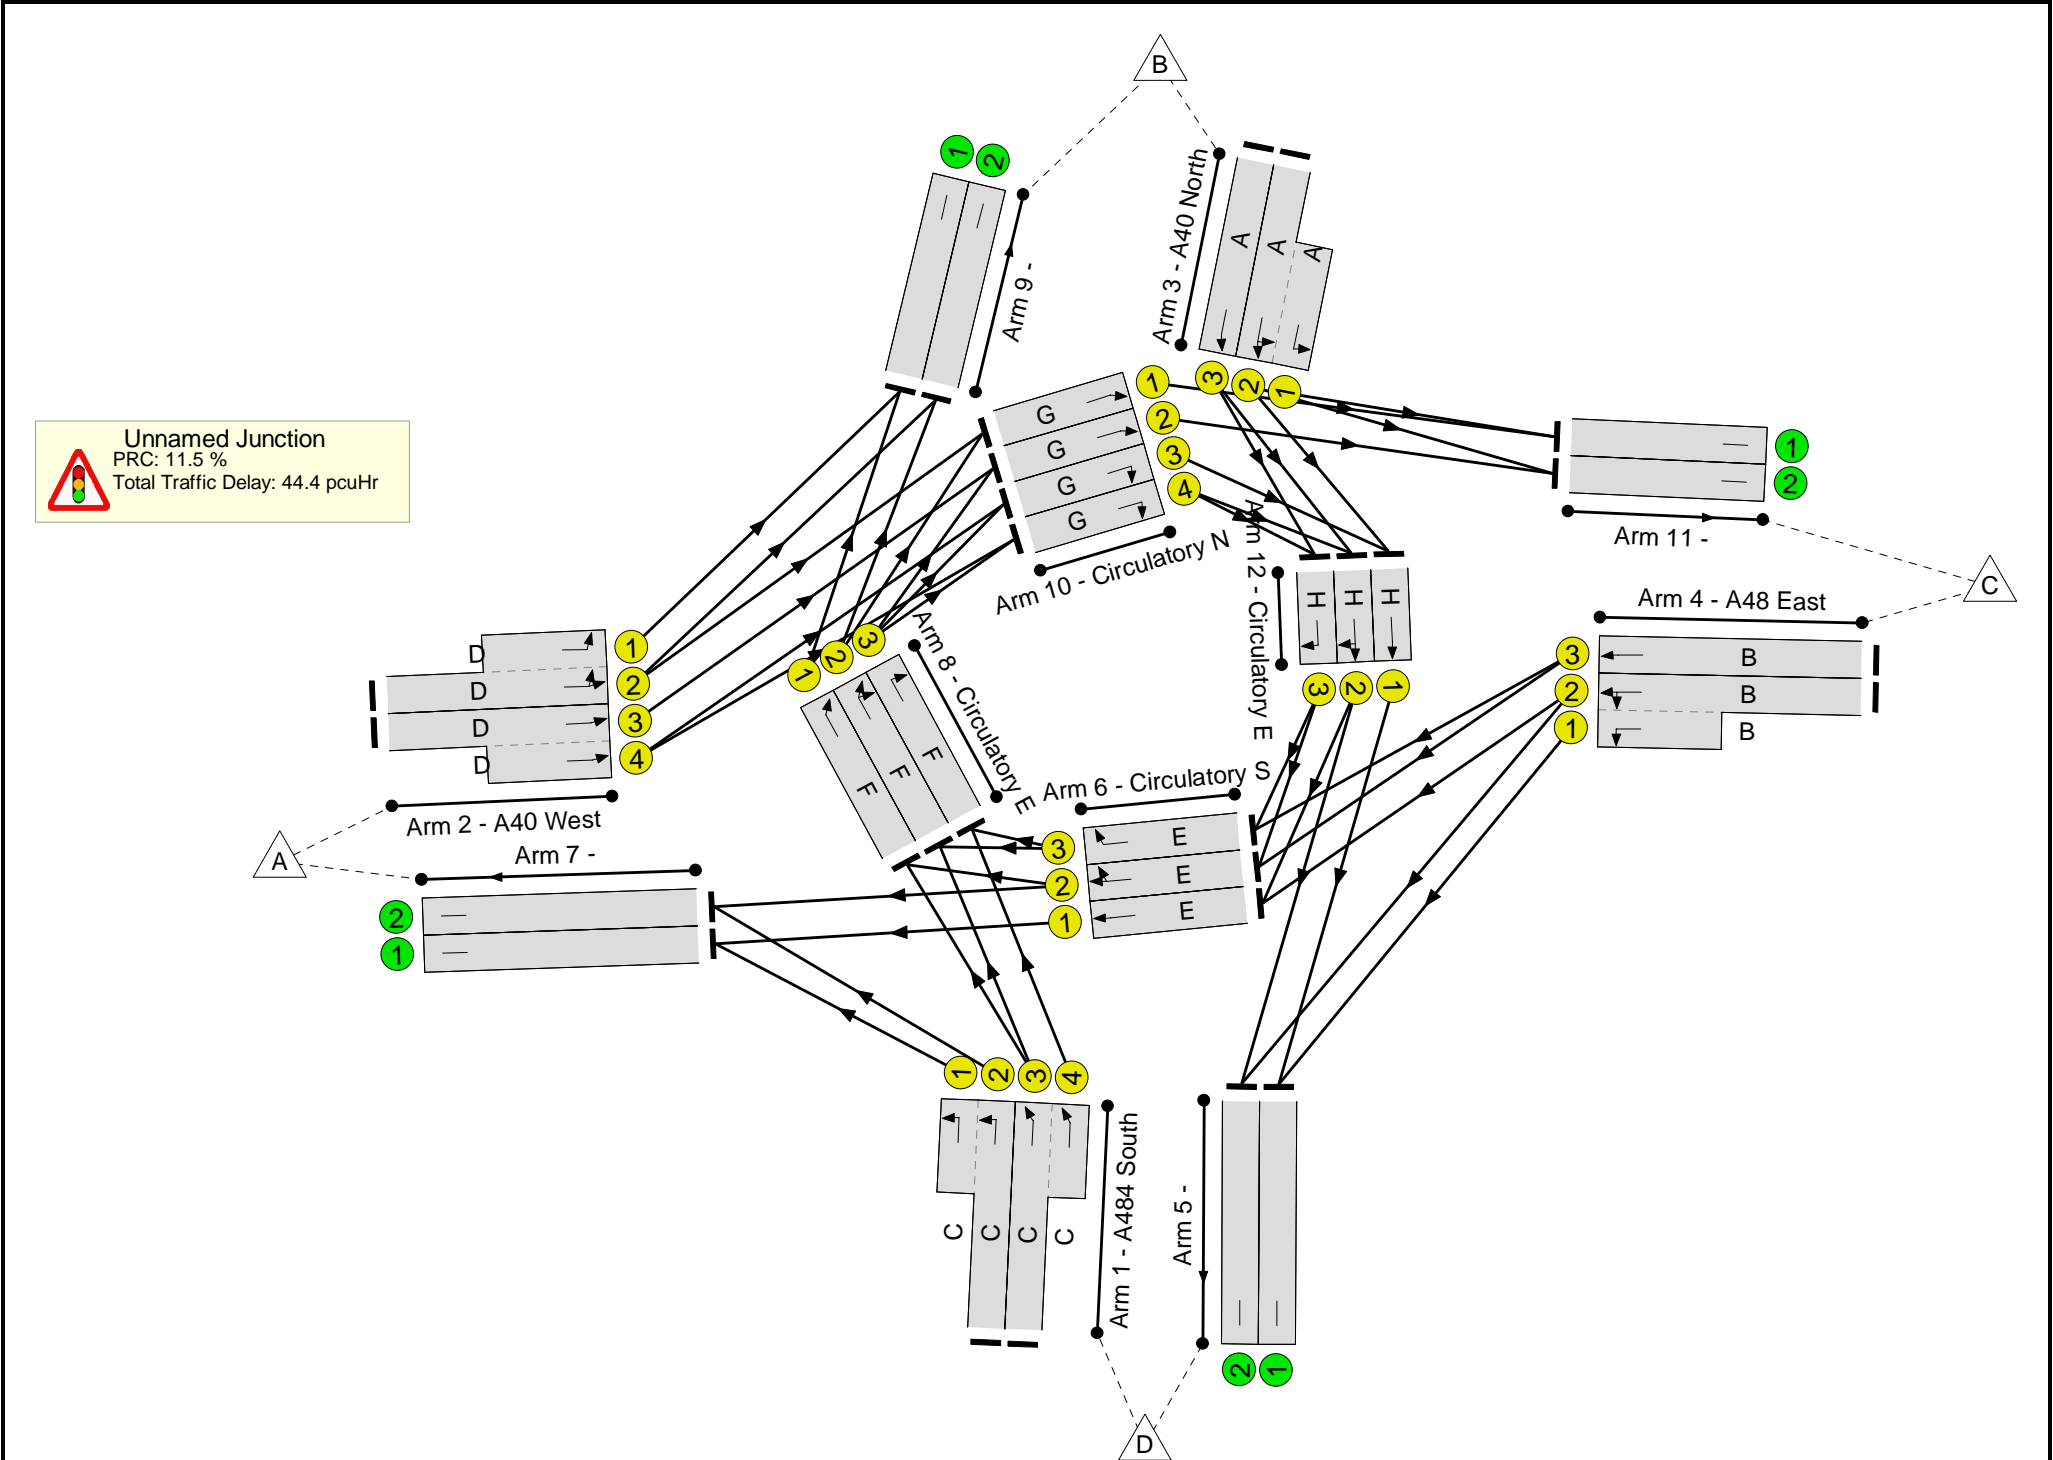 B
1 2
Arm 9 -
Arm 3 - A40 North
A A A
Unnamed Junction
PRC: 11.5 %
Total Traffic Delay: 44.4 pcuHr
G
G
G
G
1
2
3
4
3 2 1
Arm 10 - Circulatory N
1
2
Arm 11 -
C
Arm 12 - Circulatory E
H H H
3 2 1
Arm 4 - A48 East
B
B
B
3
2
1
D
D
D
D
1
2
3
4
Arm 2 - A40 West
A
Arm 7 -
2
1
1 2 3
Arm 8 - Circulatory E
F F F
Arm 6 - Circulatory S
E
E
E
3
2
1
1 2 3 4
C C C C
Arm 1 - A484 South
Arm 5 -
2 1
D